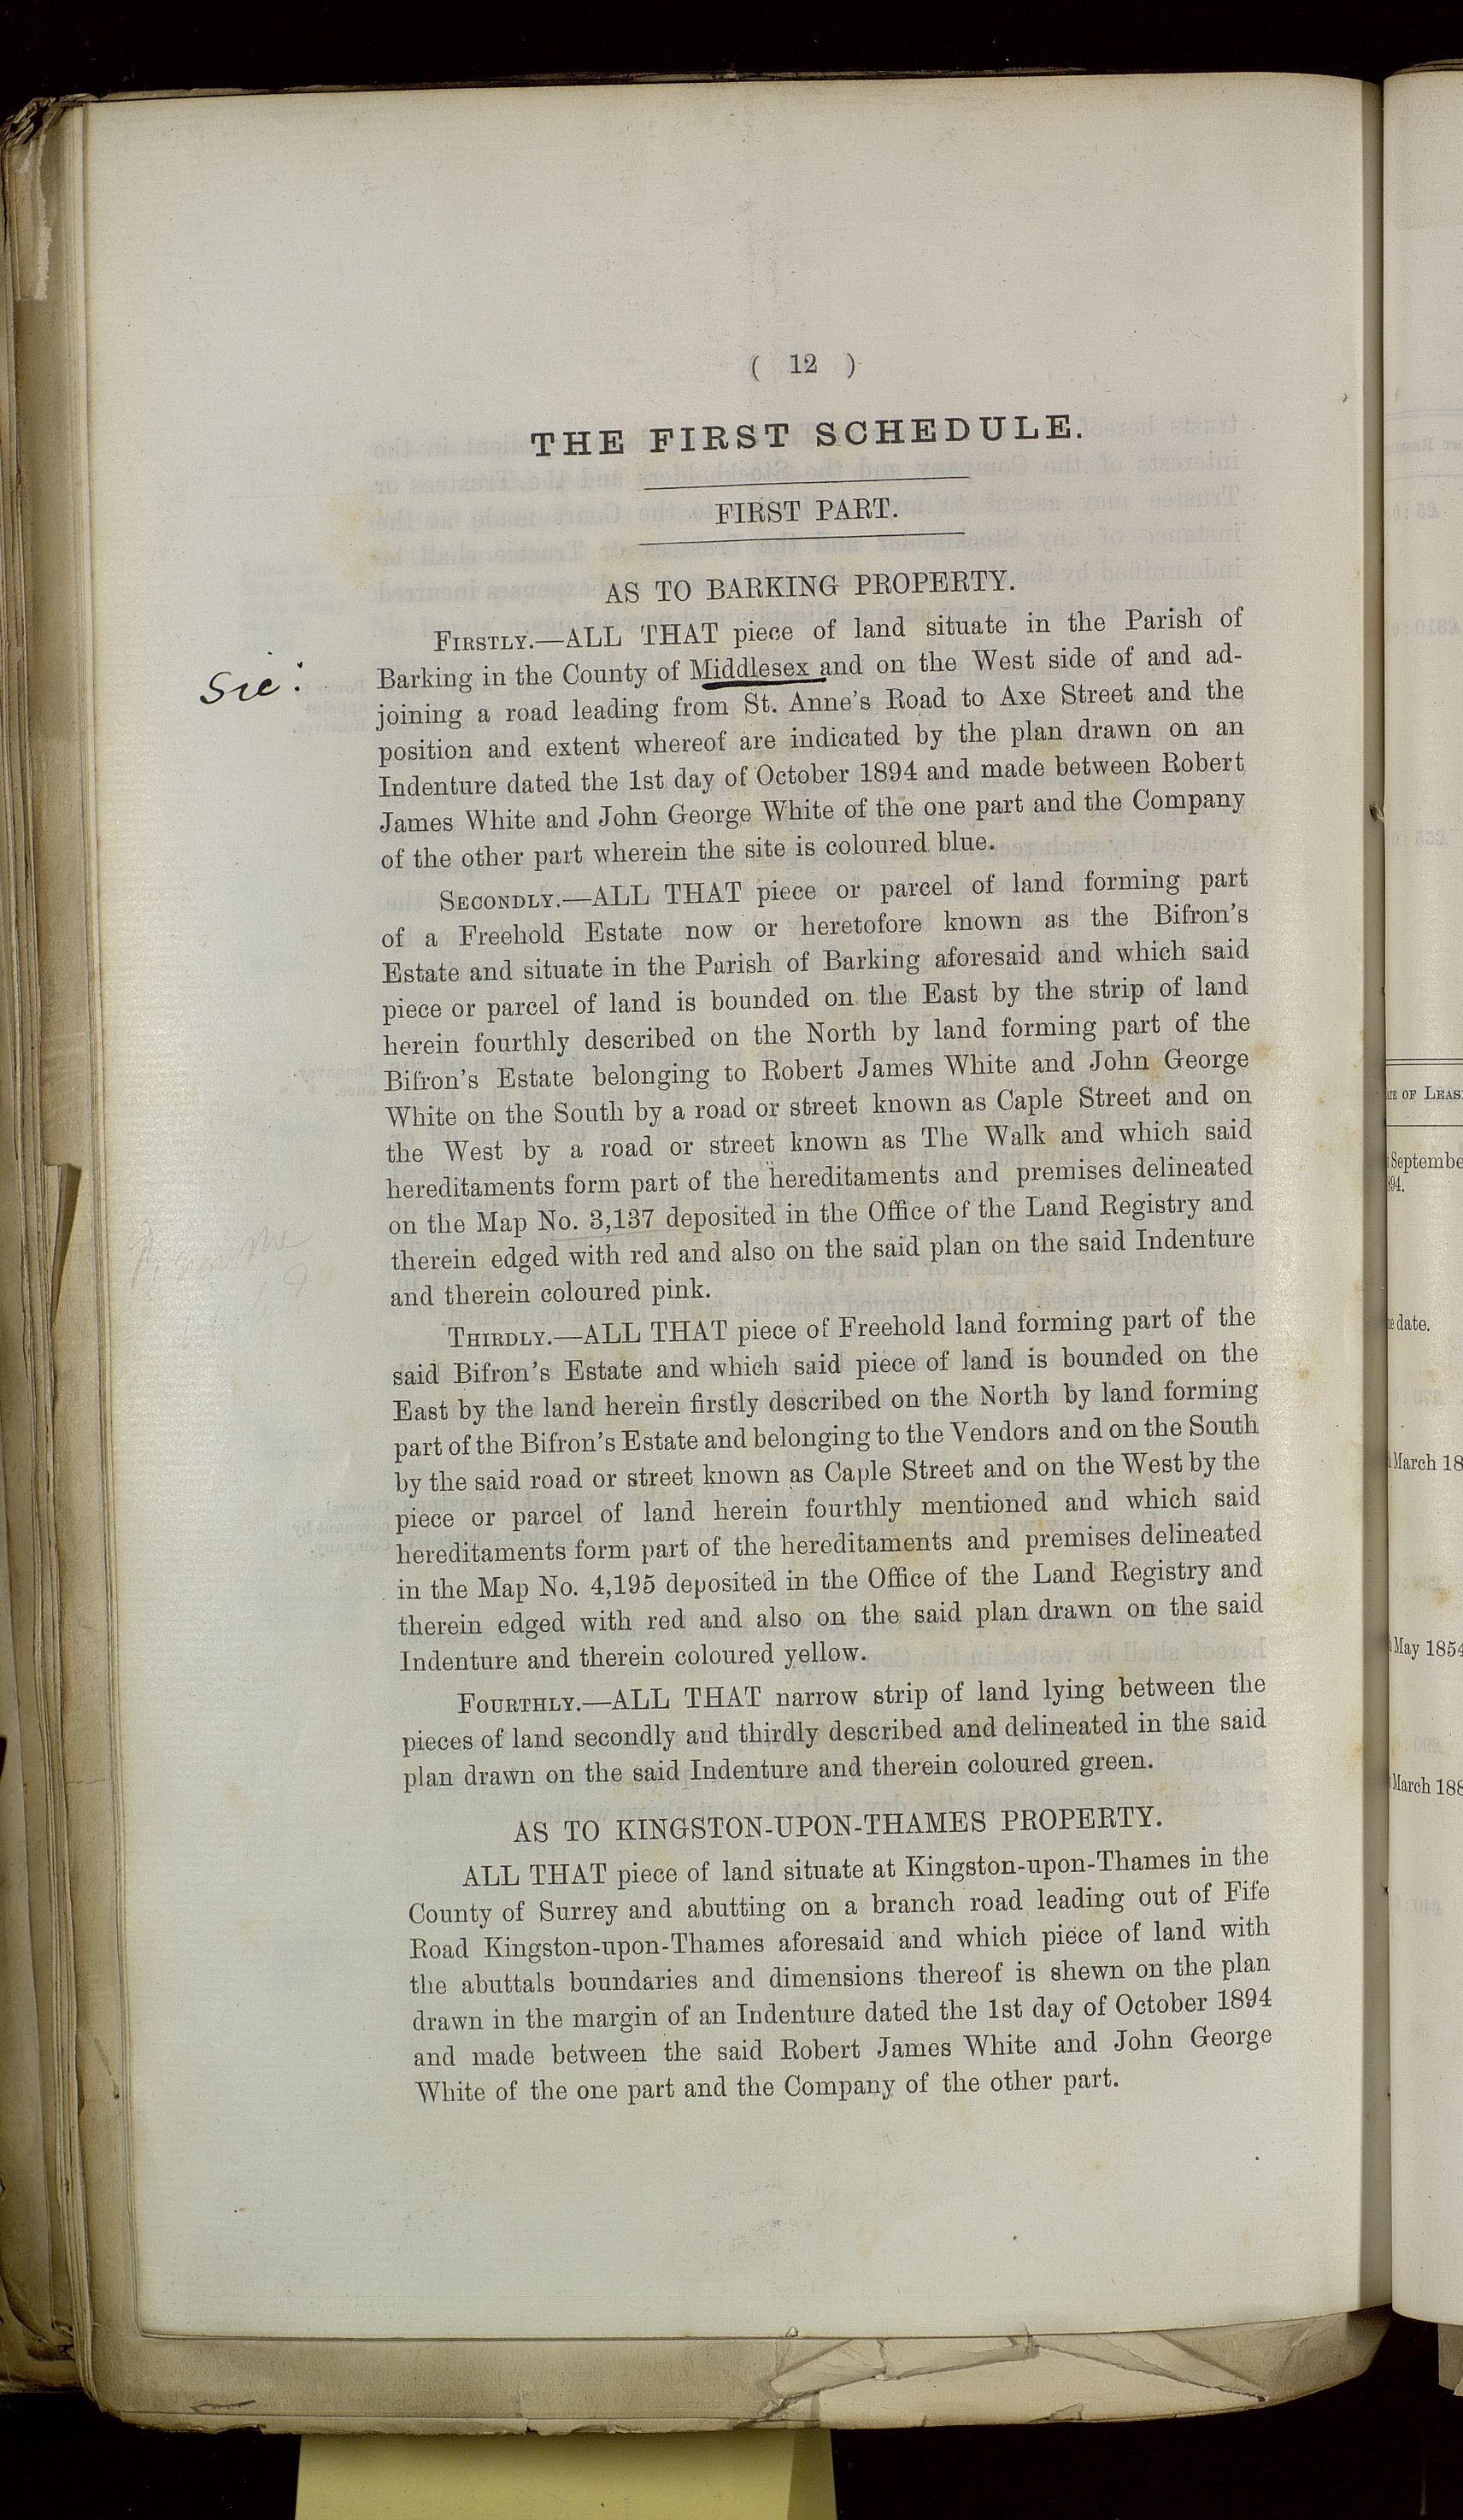 ( 12 )
THE FIRST SCHEDULE.
FIRST PART.
AS TO BARKING PROPERTY.
FIRSTLY.—ALL THAT piece of land situate in the Parish of
sic:
Barking in the County of Middlesex and on the West side of and ad-
joining a road leading from St. Anne's Road to Axe Street and the
position and extent whereof are indicated by the plan drawn on an
Indenture dated the 1st day of October 1894 and made between Robert
James White and John George White of the one part and the Company
of the other part wherein the site is coloured blue.
SECONDLY.—ALL THAT piece or parcel of land forming part
of a Freehold Estate now or heretofore known as the Bifron's
Estate and situate in the Parish of Barking aforesaid and which said
piece or parcel of land is bounded on the East by the strip of land
herein fourthly described on the North by land forming part of the
Bifron's Estate belonging to Robert James White and John George
White on the South by a road or street known as Caple Street and on
the West by a road or street known as The Walk and which said
hereditaments form part of the hereditaments and premises delineated
on the Map No. 3,137 deposited in the Office of the Land Registry and
therein edged with red and also on the said plan on the said Indenture
and therein coloured pink.
THIRDLY.—ALL THAT piece of Freehold land forming part of the
said Bifron's Estate and which said piece of land is bounded on the
East by the land herein firstly described on the North by land forming
part of the Bifron's Estate and belonging to the Vendors and on the South
by the said road or street known as Caple Street and on the West by the
piece or parcel of land herein fourthly mentioned and which said
hereditaments form part of the hereditaments and premises delineated
in the Map No. 4,195 deposited in the Office of the Land Registry and
therein edged with red and also on the said plan drawn on the said
Indenture and therein coloured yellow.
FOURTHLY.—ALL THAT narrow strip of land lying between the
pieces of land secondly and thirdly described and delineated in the said
plan drawn on the said Indenture and therein coloured green.
AS TO KINGSTON-UPON-THAMES PROPERTY.
ALL THAT piece of land situate at Kingston-upon-Thames in the
County of Surrey and abutting on a branch road leading out of Fife
Road Kingston-upon-Thames aforesaid and which piece of land with
the abuttals boundaries and dimensions thereof is shewn on the plan
drawn in the margin of an Indenture dated the 1st day of October 1894
and made between the said Robert James White and John George
White of the one part and the Company of the other part.
OF LEAS
Septembe
94.
date.
March 18
May 1854
March 188